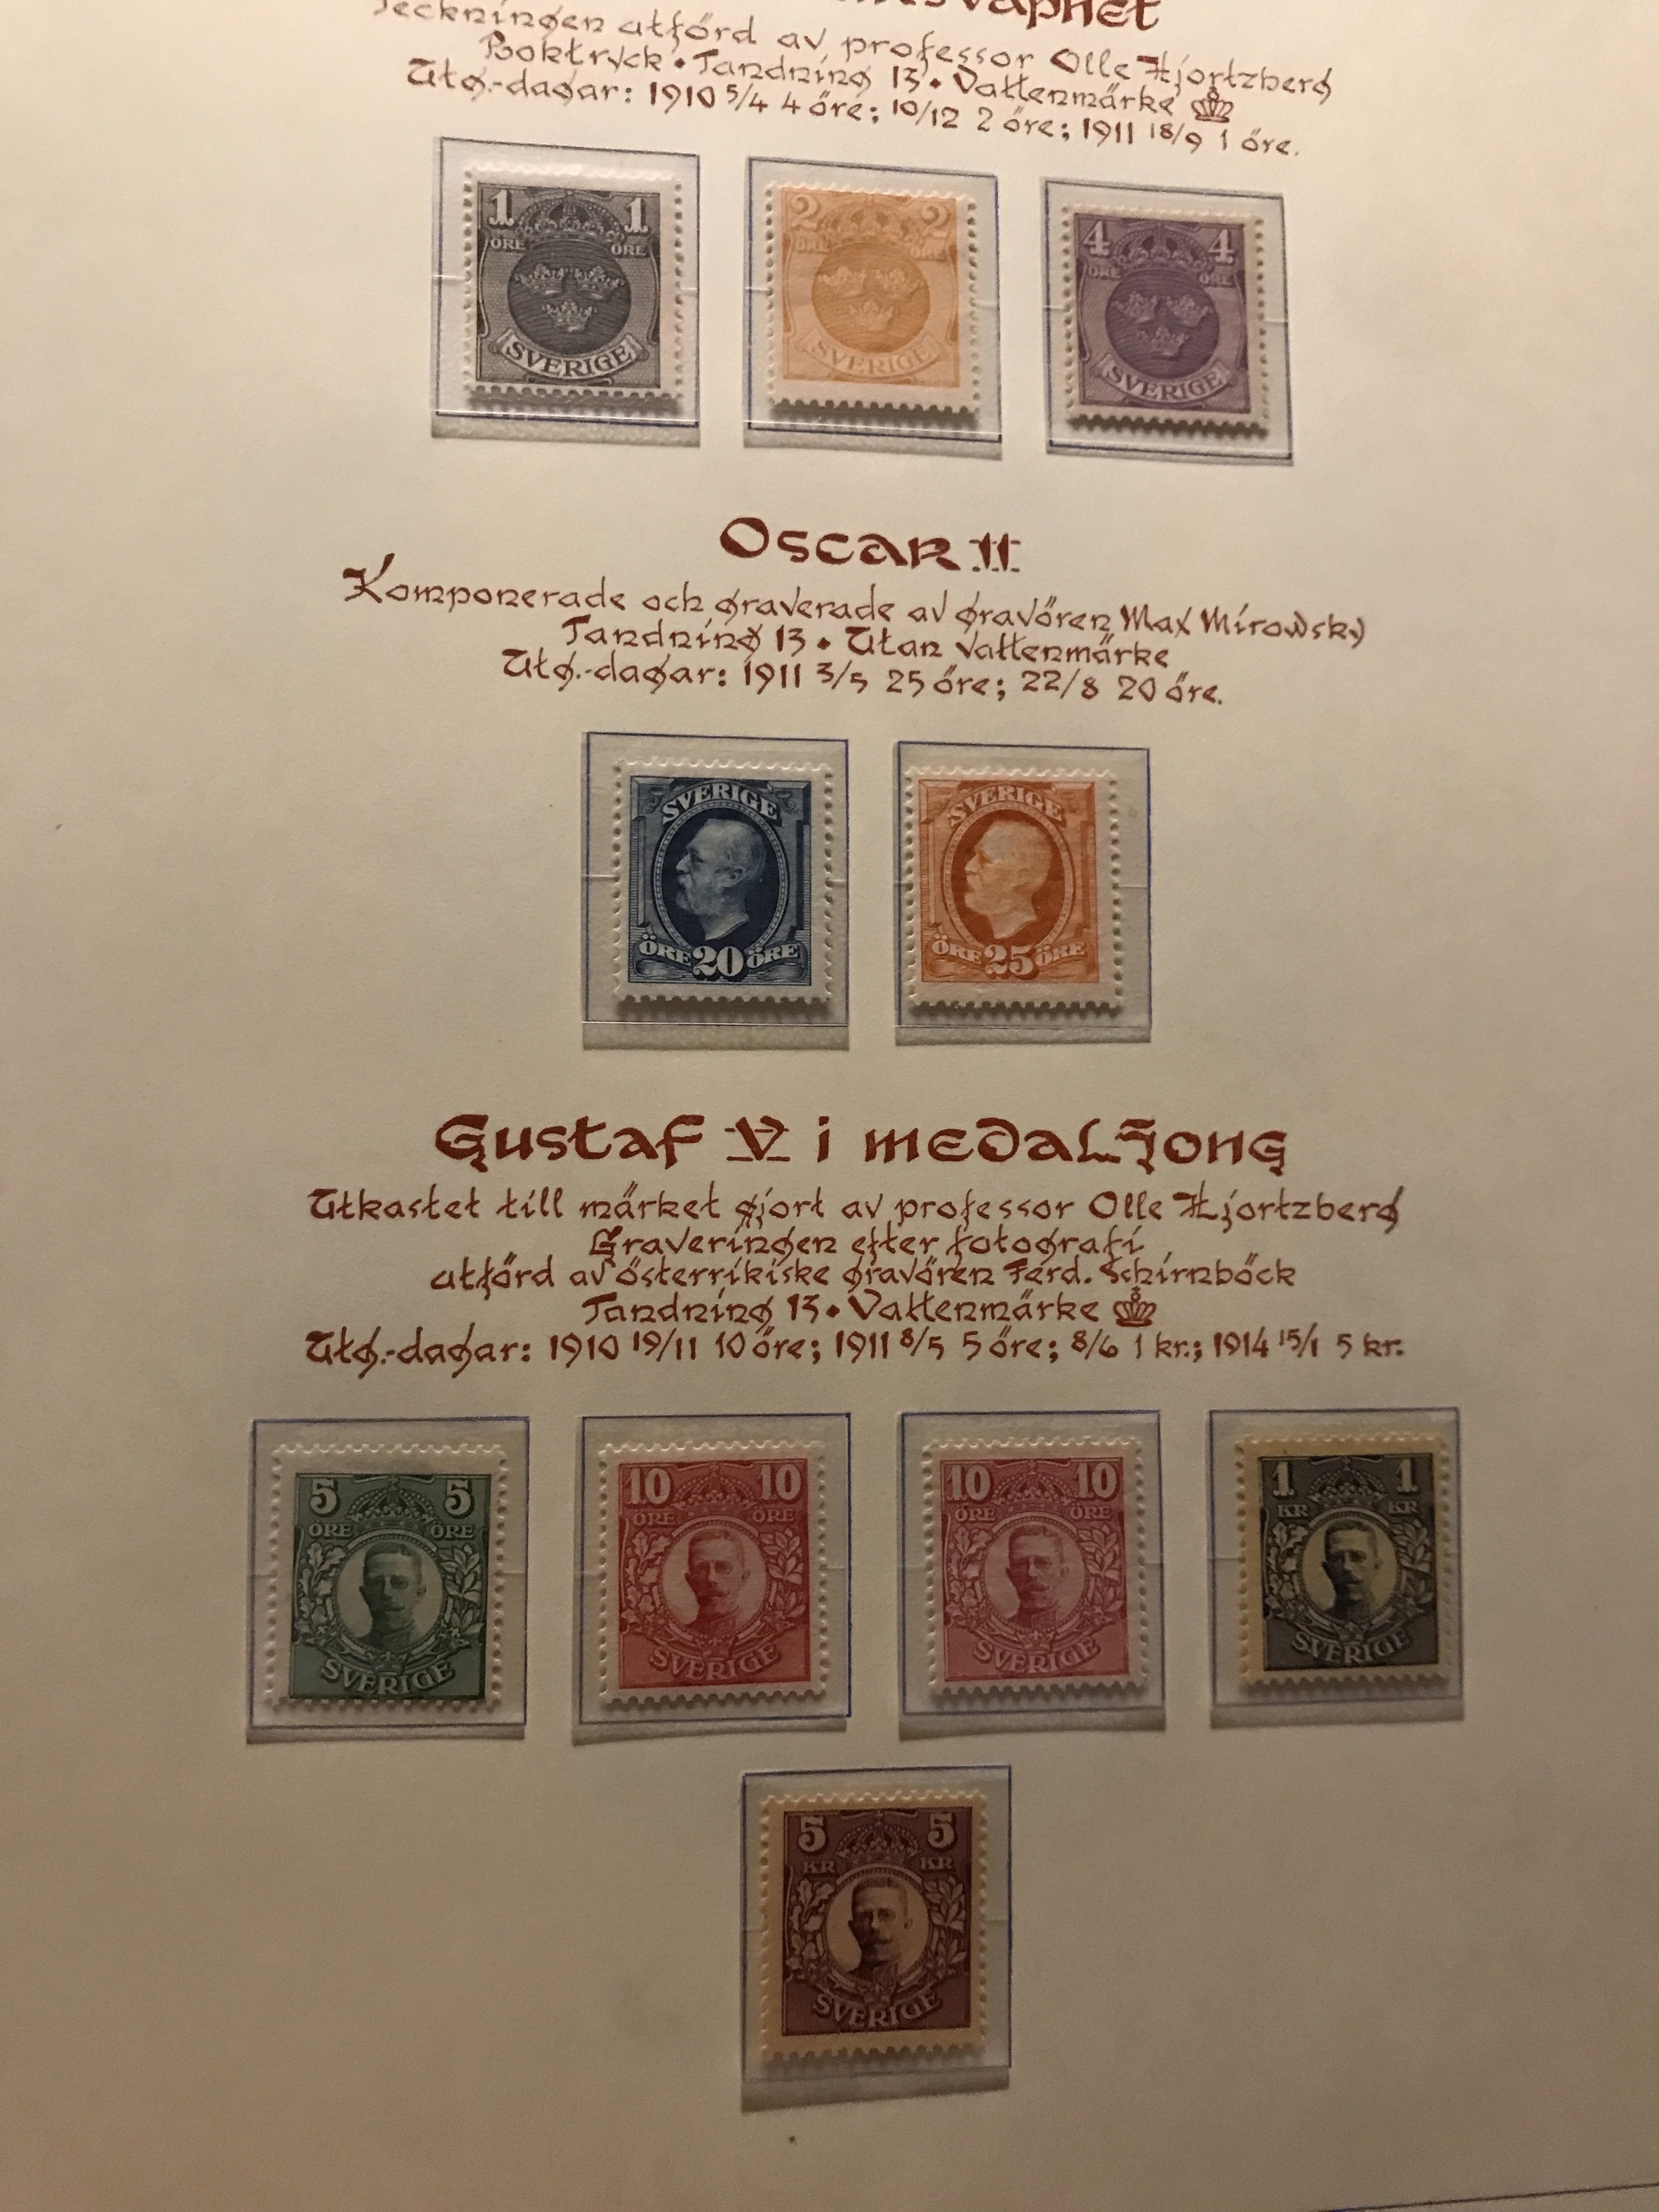 Teckningen utförd av professor Olle Hjortzberg
Boktryck • Tandning 13 • Vattenmärke
Utg.-dagar: 1910 5/4 4 öre; 10/12 2 öre; 1911 18/9 1 öre.
1 1
ÖRE ÖRE
SVERIGE
2 2
ÖRE ÖRE
SVERIGE
4 4
ÖRE ÖRE
SVERIGE
Oscar II
Komponerade och graverade av gravören Max Mirowsky
Tandning 13 • Utan vattenmärke
Utg.-dagar: 1911 3/5 25 öre; 22/8 20 öre.
SVERIGE
ÖRE 20 ÖRE
SVERIGE
ÖRE 25 ÖRE
Gustaf V i medaljong
Utkastet till märket gjort av professor Olle Hjortzberg
Graveringen efter fotografi
utförd av österrikiske gravören Ferd. Schirnböck
Tandning 13 • Vattenmärke
Utg.-dagar: 1910 19/11 10 öre; 1911 8/5 5 öre; 8/6 1 kr.; 1914 15/1 5 kr.
5 5
ÖRE ÖRE
SVERIGE
10 10
ÖRE ÖRE
SVERIGE
10 10
ÖRE ÖRE
SVERIGE
1 1
KR KR
SVERIGE
5 5
KR KR
SVERIGE